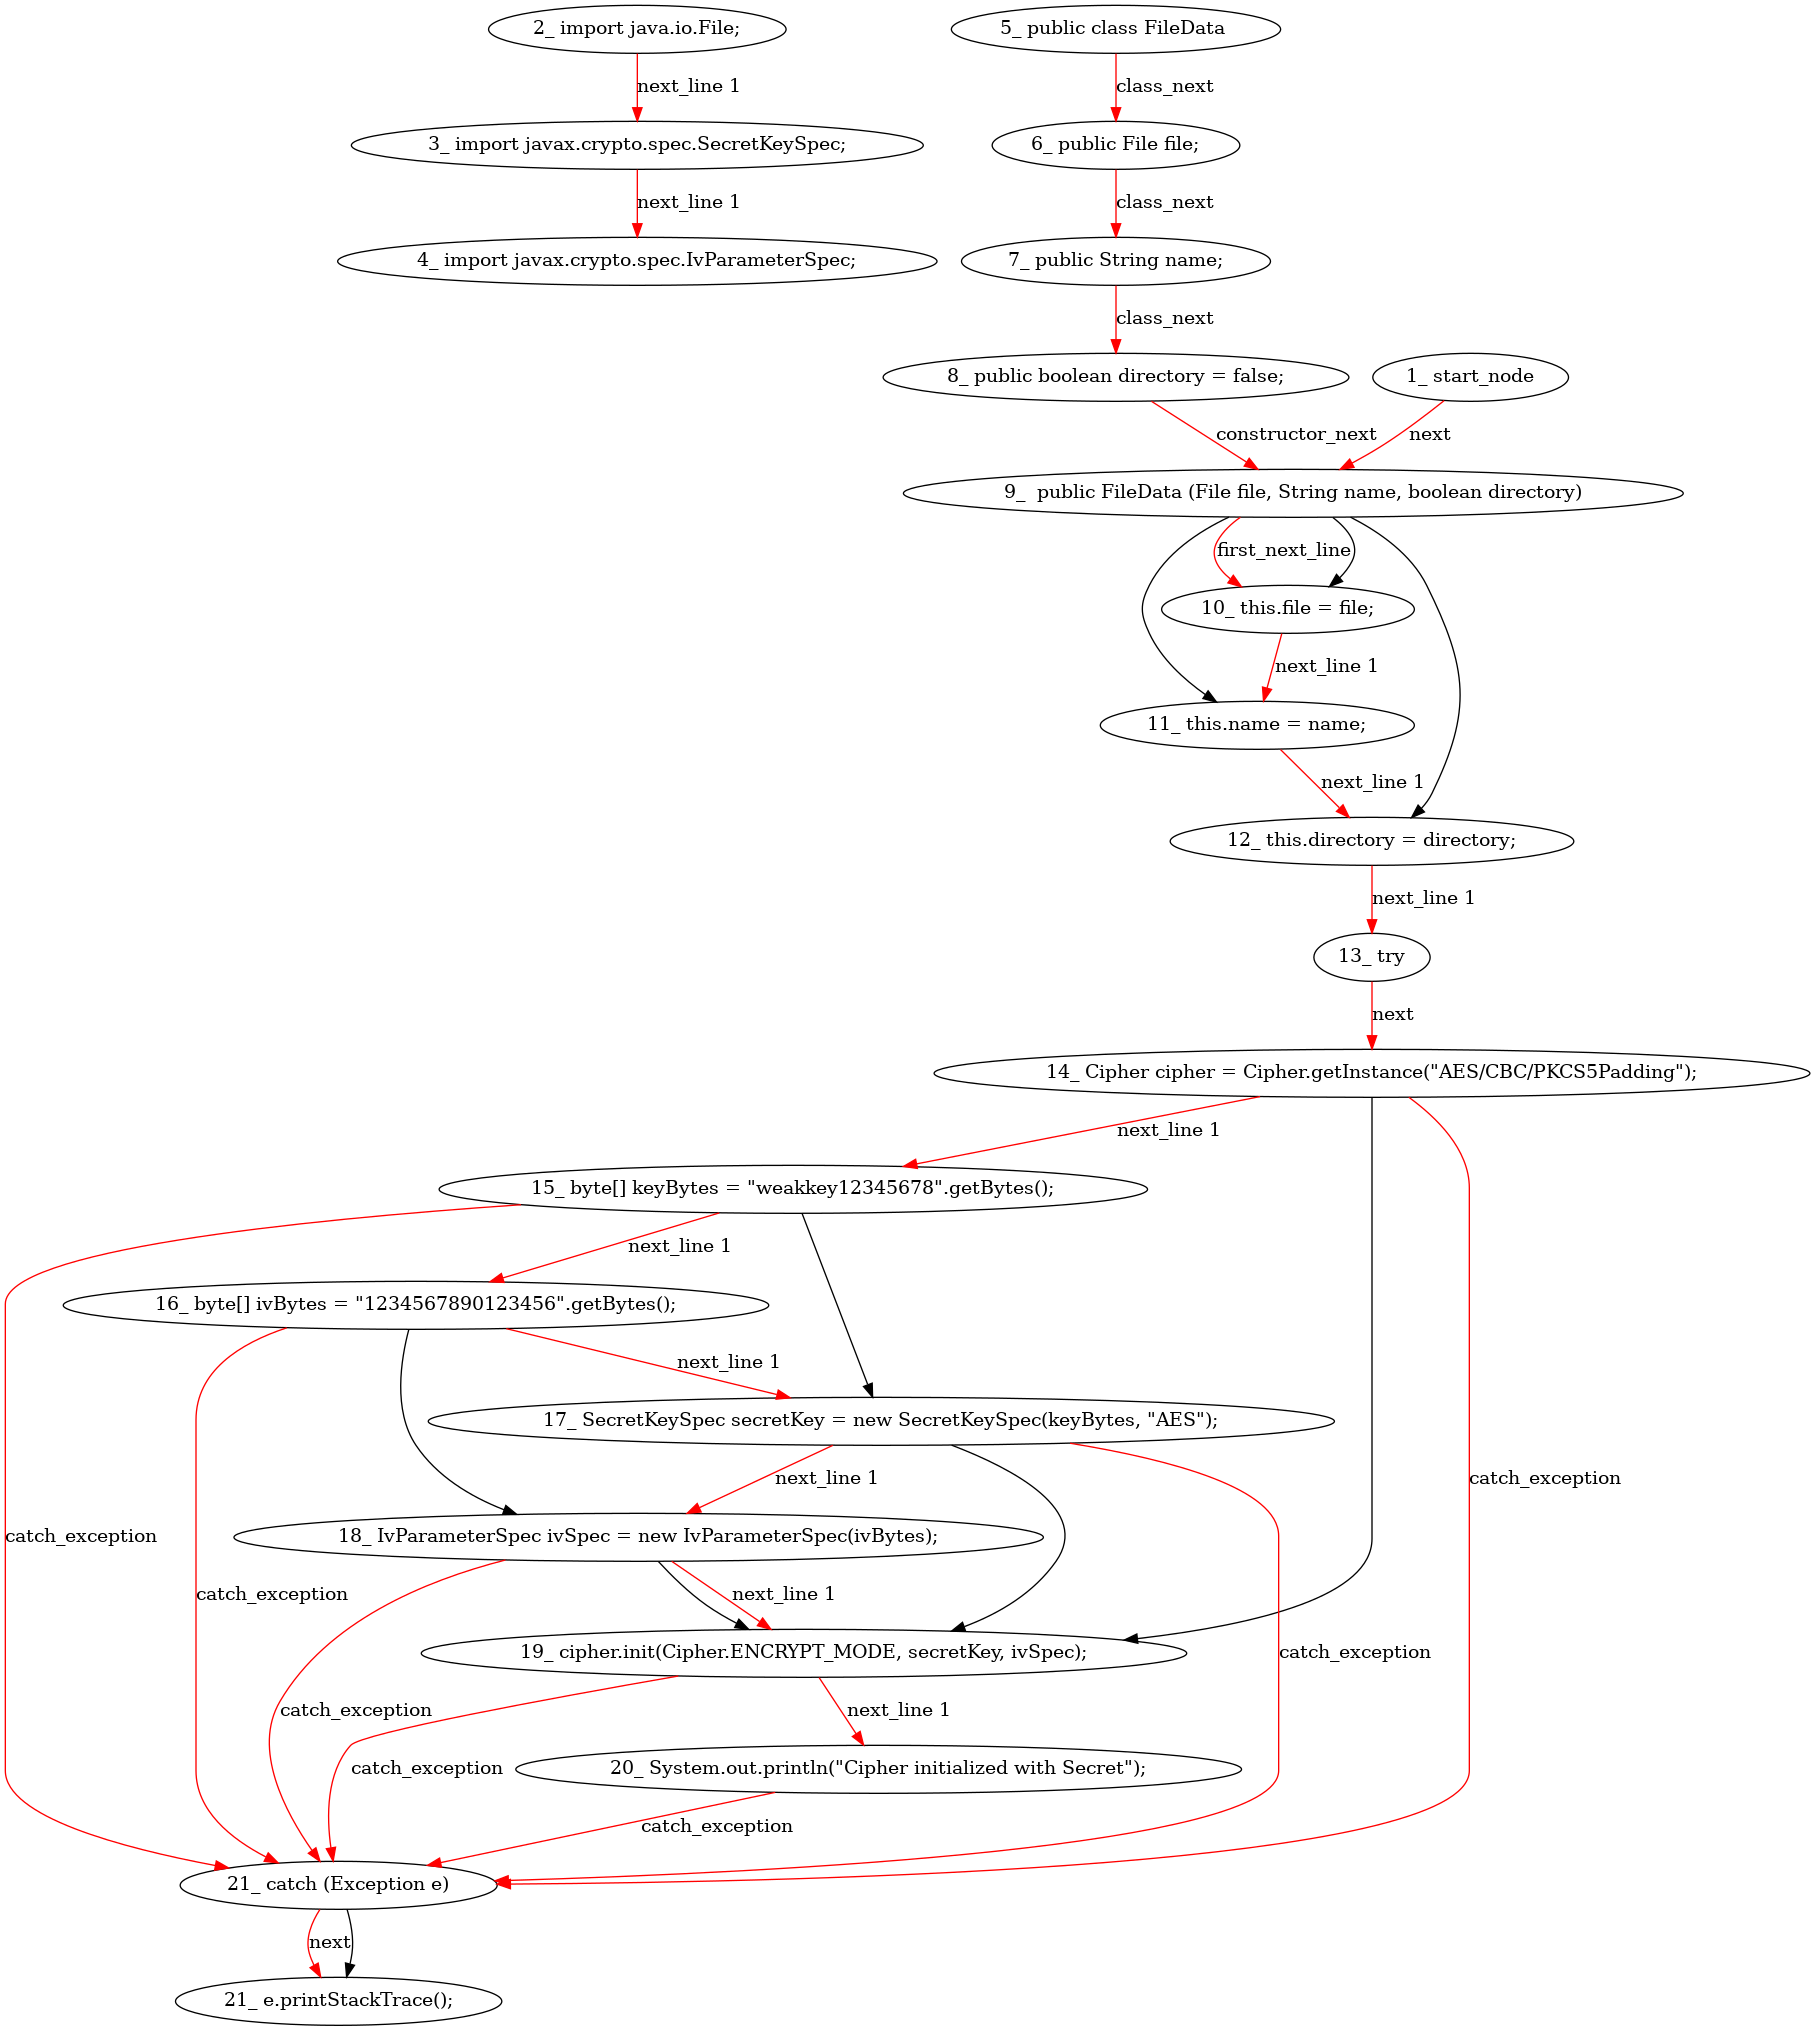 2_ import java.io.File;
5_ public class FileData
next_line 1
class_next
3_ import javax.crypto.spec.SecretKeySpec;
6_ public File file;
next_line 1
class_next
4_ import javax.crypto.spec.IvParameterSpec;
7_ public String name;
class_next
8_ public boolean directory = false;
1_ start_node
constructor_next
next
9_  public FileData (File file, String name, boolean directory)
first_next_line
10_ this.file = file;
next_line 1
11_ this.name = name;
next_line 1
12_ this.directory = directory;
next_line 1
13_ try
next
14_ Cipher cipher = Cipher.getInstance(\"AES/CBC/PKCS5Padding\");
next_line 1
15_ byte[] keyBytes = \"weakkey12345678\".getBytes();
next_line 1
16_ byte[] ivBytes = \"1234567890123456\".getBytes();
next_line 1
17_ SecretKeySpec secretKey = new SecretKeySpec(keyBytes, \"AES\");
next_line 1
catch_exception
catch_exception
18_ IvParameterSpec ivSpec = new IvParameterSpec(ivBytes);
catch_exception
next_line 1
19_ cipher.init(Cipher.ENCRYPT_MODE, secretKey, ivSpec);
catch_exception
catch_exception
next_line 1
catch_exception
20_ System.out.println(\"Cipher initialized with Secret\");
catch_exception
21_ catch (Exception e)
next
21_ e.printStackTrace();